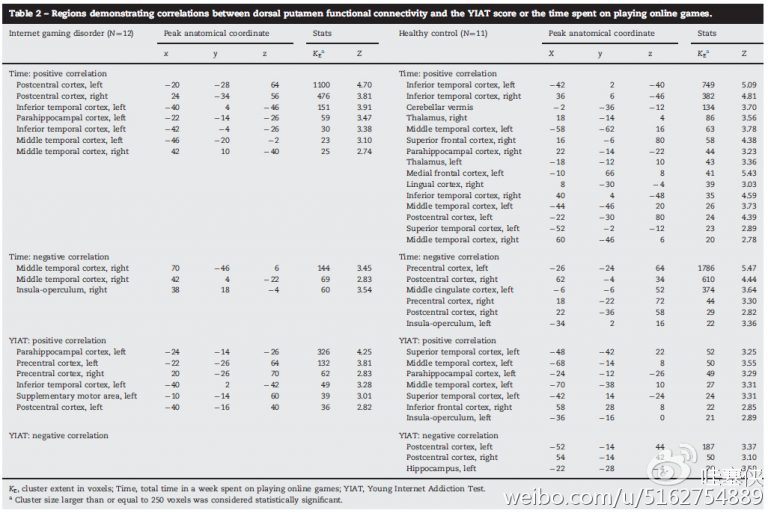 Table 2 – Regions demonstrating correlations between dorsal putamen functional connectivity and the YIAT score or the time spent on playing online games.
Internet gaming disorder (N=12) Peak anatomical coordinate Stats Healthy control (N=11) Peak anatomical coordinate Stats
x y z KEa Z X y z KEa Z
Time: positive correlation Time: positive correlation
Postcentral cortex, left −20 −28 64 1100 4.70 Inferior temporal cortex, left −42 2 −40 749 5.09
Postcentral cortex, right 24 −34 56 476 3.81 Inferior temporal cortex, right 36 6 −46 382 4.81
Inferior temporal cortex, left −40 4 −46 151 3.91 Cerebellar vermis −2 −36 −12 134 3.70
Parahippocampal cortex, left −22 −14 −26 59 3.47 Thalamus, right 18 −14 4 86 3.56
Inferior temporal cortex, left −42 −4 −26 30 3.38 Middle temporal cortex, left −58 −62 16 63 3.78
Middle temporal cortex, left −46 −20 −2 23 3.10 Superior frontal cortex, right 16 −6 80 58 4.38
Middle temporal cortex, right 42 10 −40 25 2.74 Parahippocampal cortex, right 22 −14 −22 44 3.23
Thalamus, left −18 −12 10 43 3.36
Medial frontal cortex, left −10 66 8 41 5.43
Lingual cortex, right 8 −30 −4 39 3.03
Inferior temporal cortex, right 40 4 −48 35 4.59
Middle temporal cortex, left −44 −46 20 26 3.73
Postcentral cortex, left −22 −30 80 24 4.39
Superior temporal cortex, left −52 −2 −12 23 2.89
Middle temporal cortex, right 60 −46 6 20 2.78
Time: negative correlation Time: negative correlation
Middle temporal cortex, right 70 −46 6 144 3.45 Precentral cortex, left −26 −24 64 1786 5.47
Middle temporal cortex, right 42 4 −22 69 2.83 Postcentral cortex, right 62 −4 34 610 4.44
Insula-operculum, right 38 18 −4 60 3.54 Middle cingulate cortex, left −6 −6 52 374 3.64
Precentral cortex, right 18 −22 72 44 3.30
Postcentral cortex, right 22 −36 58 29 2.82
Insula-operculum, left −34 2 16 22 3.36
YIAT: positive correlation YIAT: positive correlation
Parahippocampal cortex, left −24 −14 −26 326 4.25 Superior temporal cortex, left −48 −42 22 52 3.25
Precentral cortex, left −22 −26 64 132 3.81 Middle temporal cortex, left −68 −14 8 50 3.55
Precentral cortex, right 20 −26 70 62 2.83 Parahippocampal cortex, left −24 −12 −26 49 3.29
Inferior temporal cortex, left −40 −2 −42 49 3.28 Middle temporal cortex, left −70 −38 10 27 3.31
Supplementary motor area, left −10 −14 60 39 3.01 Superior temporal cortex, left −42 14 −24 24 3.31
Postcentral cortex, left −40 −16 40 36 2.82 Inferior frontal cortex, right 58 28 8 22 2.85
Insula-operculum, left −36 −16 0 21 2.89
YIAT: negative correlation YIAT: negative correlation
Postcentral cortex, left −52 −14 44 187 3.37
Postcentral cortex, right 54 −14 42 50 3.10
Hippocampus, left −22 −28 20
KE, cluster extent in voxels; Time, total time in a week spent on playing online games; YIAT, Young Internet Addiction Test.
a Cluster size larger than or equal to 250 voxels was considered statistically significant.
weibo.com/u/5162754889